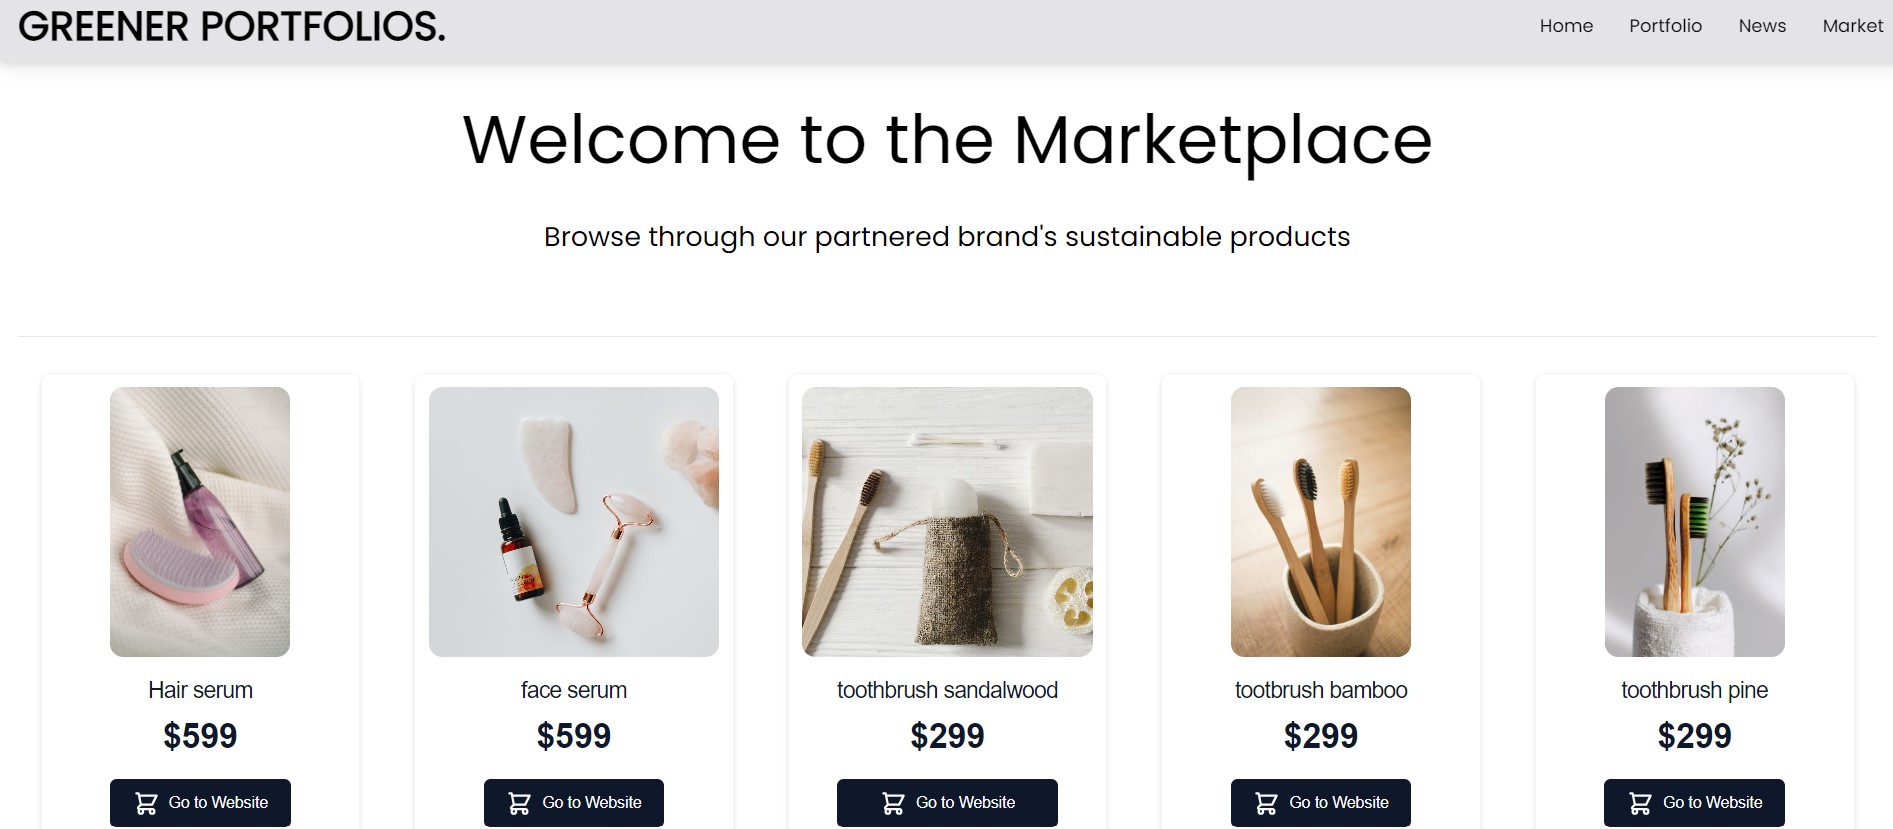 GREENER PORTFOLIOS.
Home Portfolio News Market
Welcome to the Marketplace
Browse through our partnered brand's sustainable products
Hair serum
$599
Go to Website
face serum
$599
Go to Website
toothbrush sandalwood
$299
Go to Website
tootbrush bamboo
$299
Go to Website
toothbrush pine
$299
Go to Website